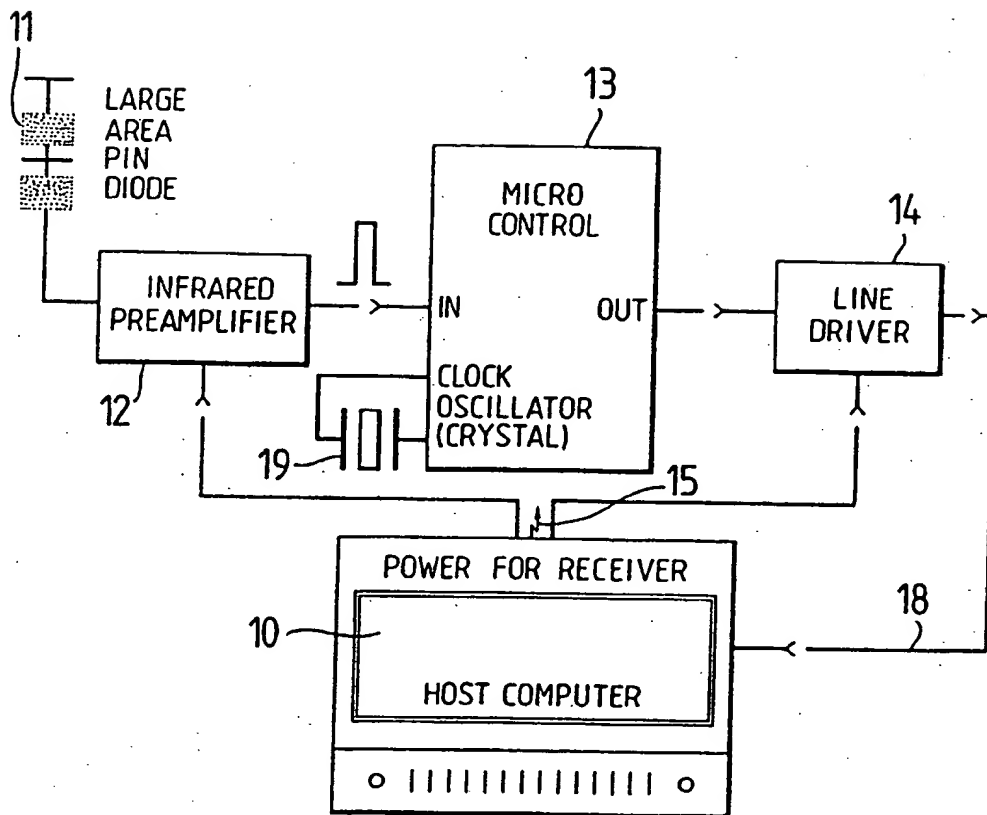 11
LARGE
AREA
PIN
DIODE
13
MICRO
CONTROL
14
INFRARED
PREAMPLIFIER
IN
OUT
LINE
DRIVER
12
CLOCK
OSCILLATOR
(CRYSTAL)
19
15
POWER FOR RECEIVER
10
HOST COMPUTER
18